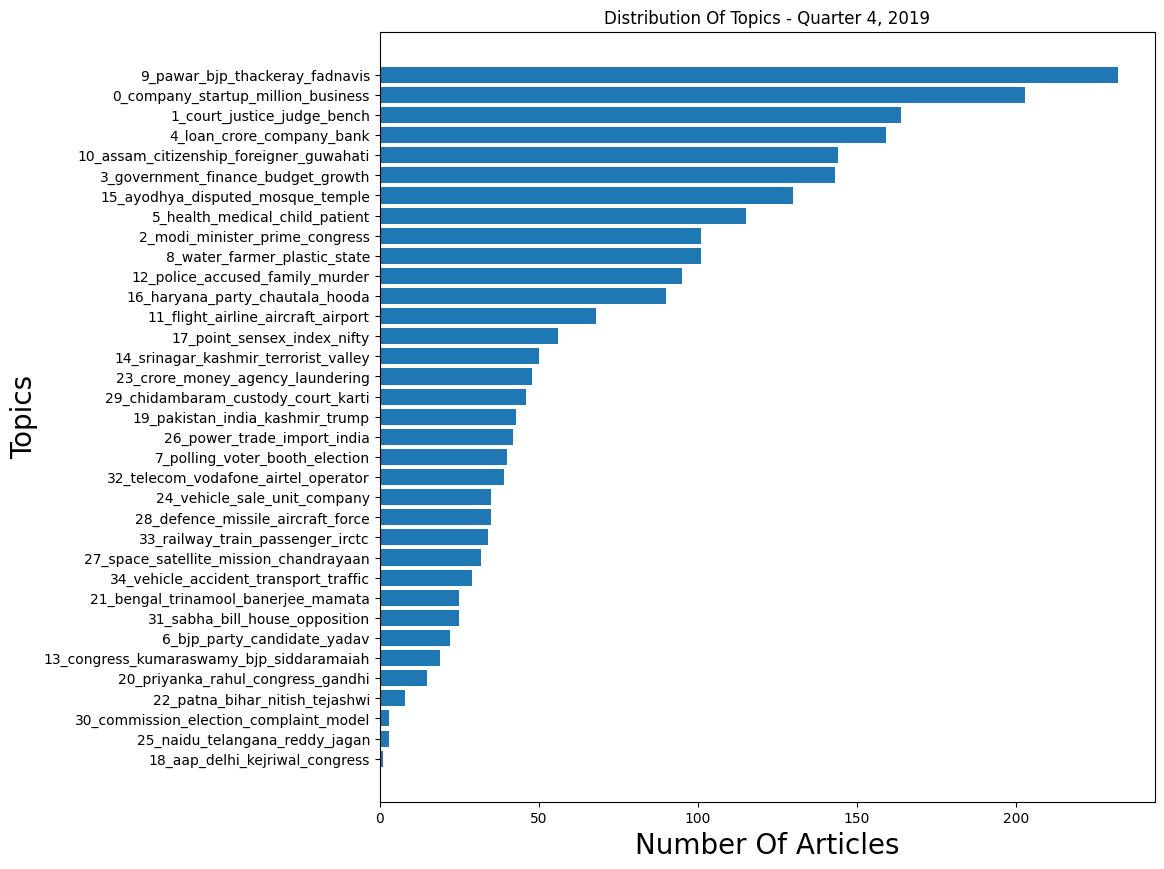 Distribution Of Topics - Quarter 4, 2019
Topics
9_pawar_bjp_thackeray_fadnavis
0_company_startup_million_business
1_court_justice_judge_bench
4_loan_crore_company_bank
10_assam_citizenship_foreigner_guwahati
3_government_finance_budget_growth
15_ayodhya_disputed_mosque_temple
5_health_medical_child_patient
2_modi_minister_prime_congress
8_water_farmer_plastic_state
12_police_accused_family_murder
16_haryana_party_chautala_hooda
11_flight_airline_aircraft_airport
17_point_sensex_index_nifty
14_srinagar_kashmir_terrorist_valley
23_crore_money_agency_laundering
29_chidambaram_custody_court_karti
19_pakistan_india_kashmir_trump
26_power_trade_import_india
7_polling_voter_booth_election
32_telecom_vodafone_airtel_operator
24_vehicle_sale_unit_company
28_defence_missile_aircraft_force
33_railway_train_passenger_irctc
27_space_satellite_mission_chandrayaan
34_vehicle_accident_transport_traffic
21_bengal_trinamool_banerjee_mamata
31_sabha_bill_house_opposition
6_bjp_party_candidate_yadav
13_congress_kumaraswamy_bjp_siddaramaiah
20_priyanka_rahul_congress_gandhi
22_patna_bihar_nitish_tejashwi
30_commission_election_complaint_model
25_naidu_telangana_reddy_jagan
18_aap_delhi_kejriwal_congress
0 50 100 150 200
Number Of Articles